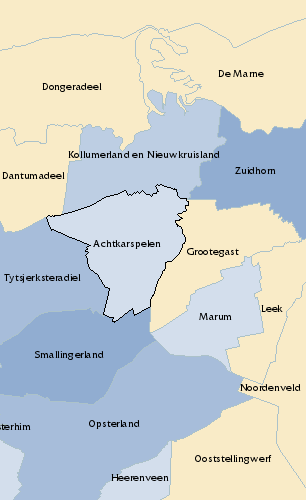 De Marne
Dongeradeel
Kollumerland en Nieuwkruisland
Zuidhorn
Dantumadeel
Achtkarspelen
Grootegast
Tytsjerksteradiel
Leek
Marum
Smallingerland
Noordenveld
Opsterland
sterhim
Ooststellingwerf
Heerenveen